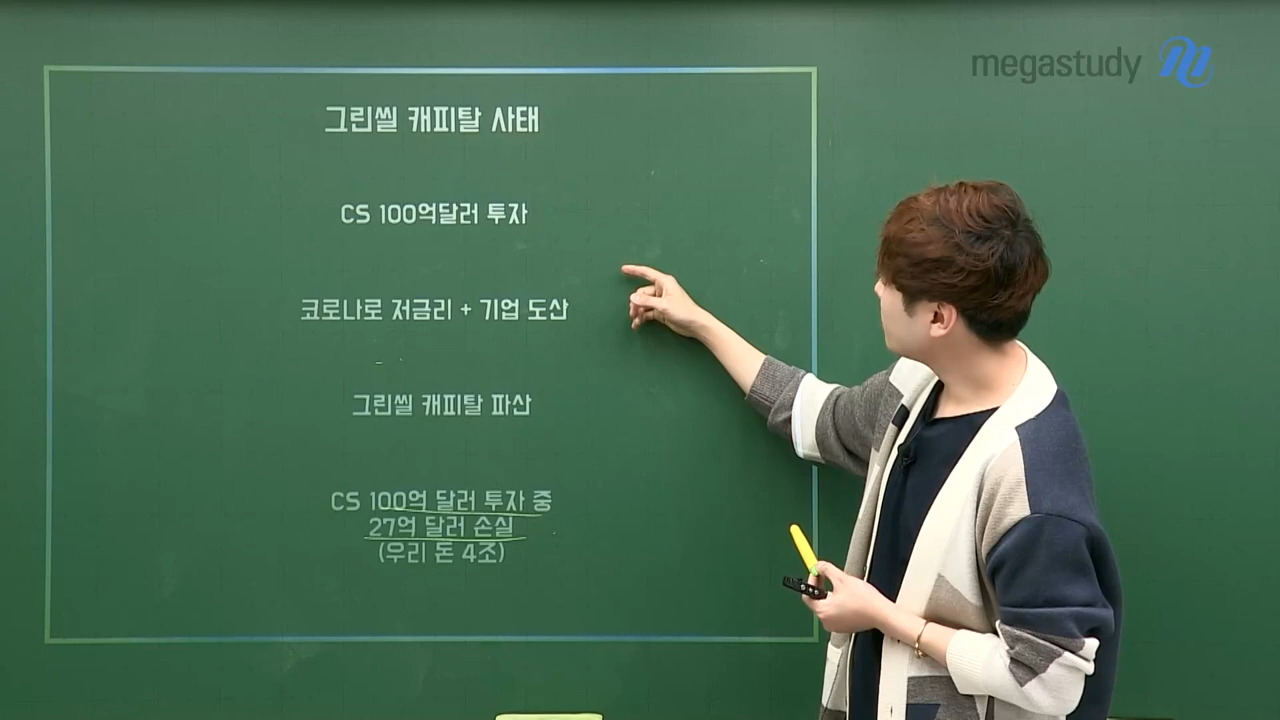 megastudy
그린씰 캐피탈 사태
CS 100억달러 투자
코로나로 저금리 + 기업 도산
그린씰 캐피탈 파산
CS 100억 달러 투자 중
27억 달러 손실
(우리 돈 4조)